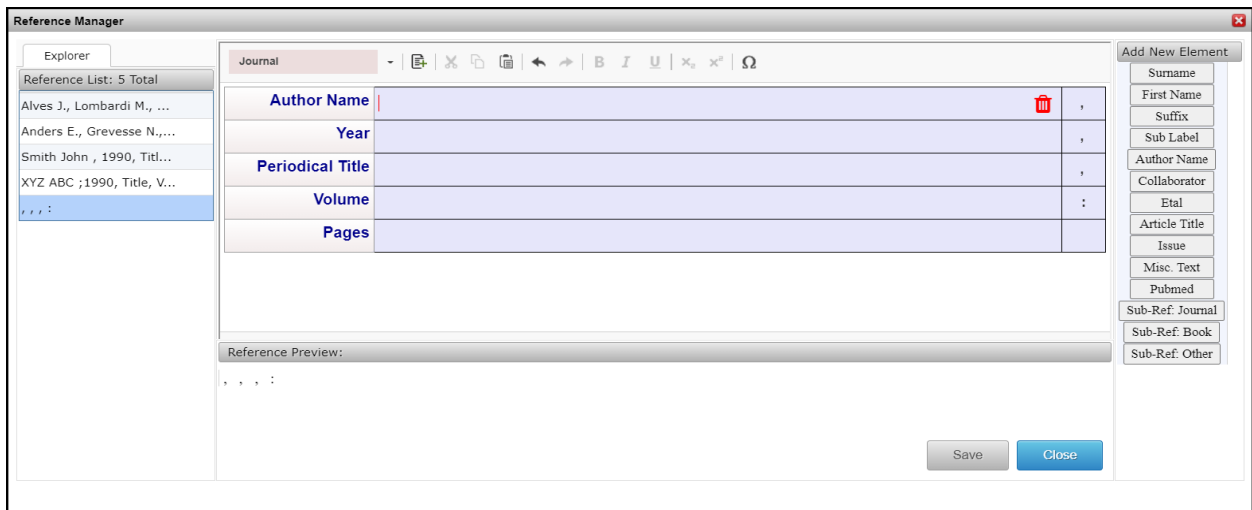 Reference Manager
Explorer
Reference List: 5 Total
Alves J., Lombardi M., ...
Anders E., Grevesse N.,...
Smith John , 1990, Titl...
XYZ ABC ;1990, Title, V...
, , , :
Journal
B I U x x Ω
Author Name ,
Year ,
Periodical Title ,
Volume :
Pages
Reference Preview:
, , , :
Save Close
Add New Element
Surname
First Name
Suffix
Sub Label
Author Name
Collaborator
Etal
Article Title
Issue
Misc. Text
Pubmed
Sub-Ref: Journal
Sub-Ref: Book
Sub-Ref: Other